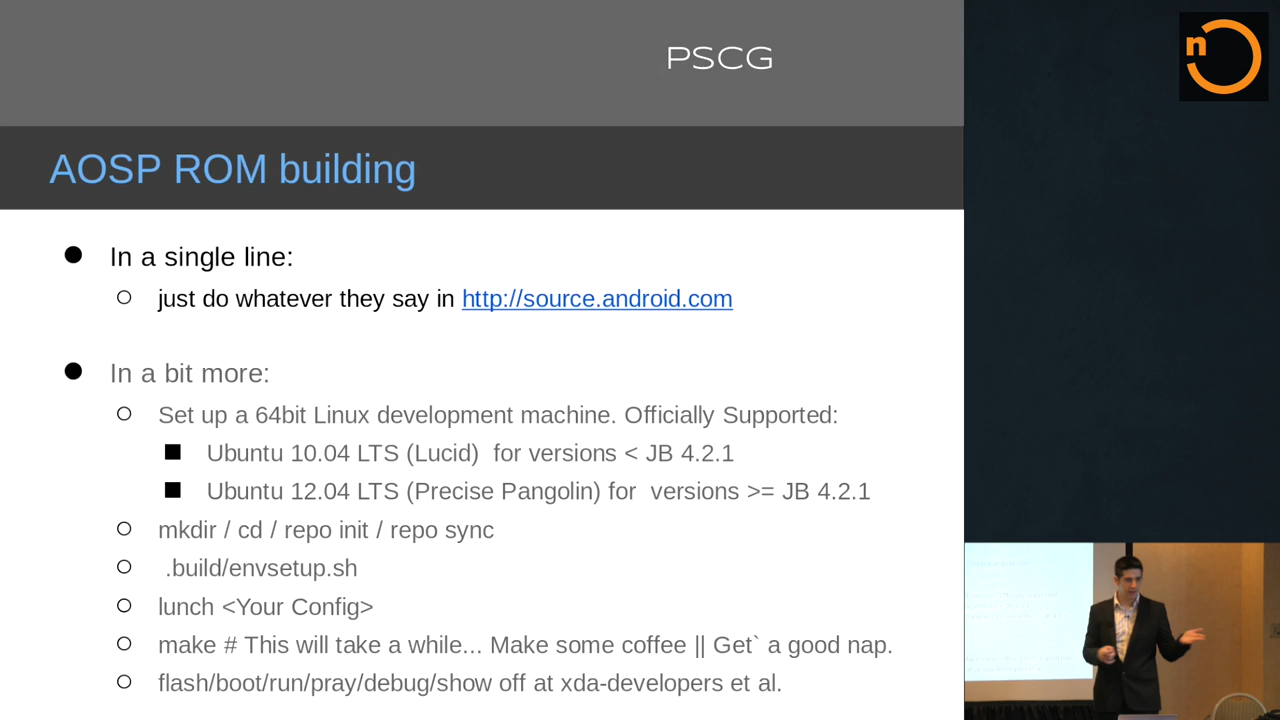 PSCG
n
AOSP ROM building
In a single line:
just do whatever they say in http://source.android.com
In a bit more:
Set up a 64bit Linux development machine. Officially Supported:
Ubuntu 10.04 LTS (Lucid)  for versions < JB 4.2.1
Ubuntu 12.04 LTS (Precise Pangolin) for  versions >= JB 4.2.1
mkdir / cd / repo init / repo sync
.build/envsetup.sh
lunch <Your Config>
make # This will take a while... Make some coffee || Get` a good nap.
flash/boot/run/pray/debug/show off at xda-developers et al.